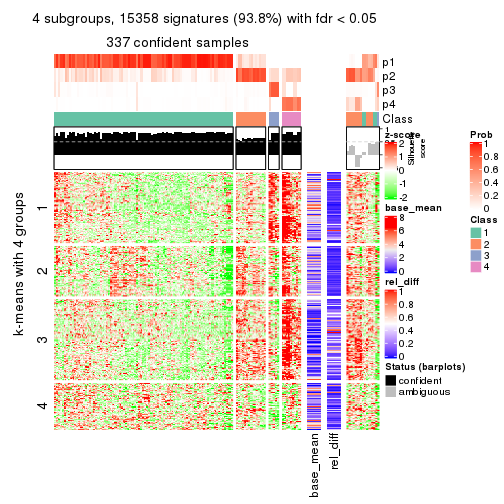 4 subgroups, 15358 signatures (93.8%) with fdr < 0.05
337 confident samples
p1
p2
p3
p4
Class
1
Silhouette
score
k-means with 4 groups
1
2
3
4
base_mean
rel_diff
z-score
2
1
0
-1
-2
base_mean
8
6
4
2
0
rel_diff
1
0.8
0.6
0.4
0.2
0
Status (barplots)
confident
ambiguous
Prob
1
0.8
0.6
0.4
0.2
0
Class
1
2
3
4